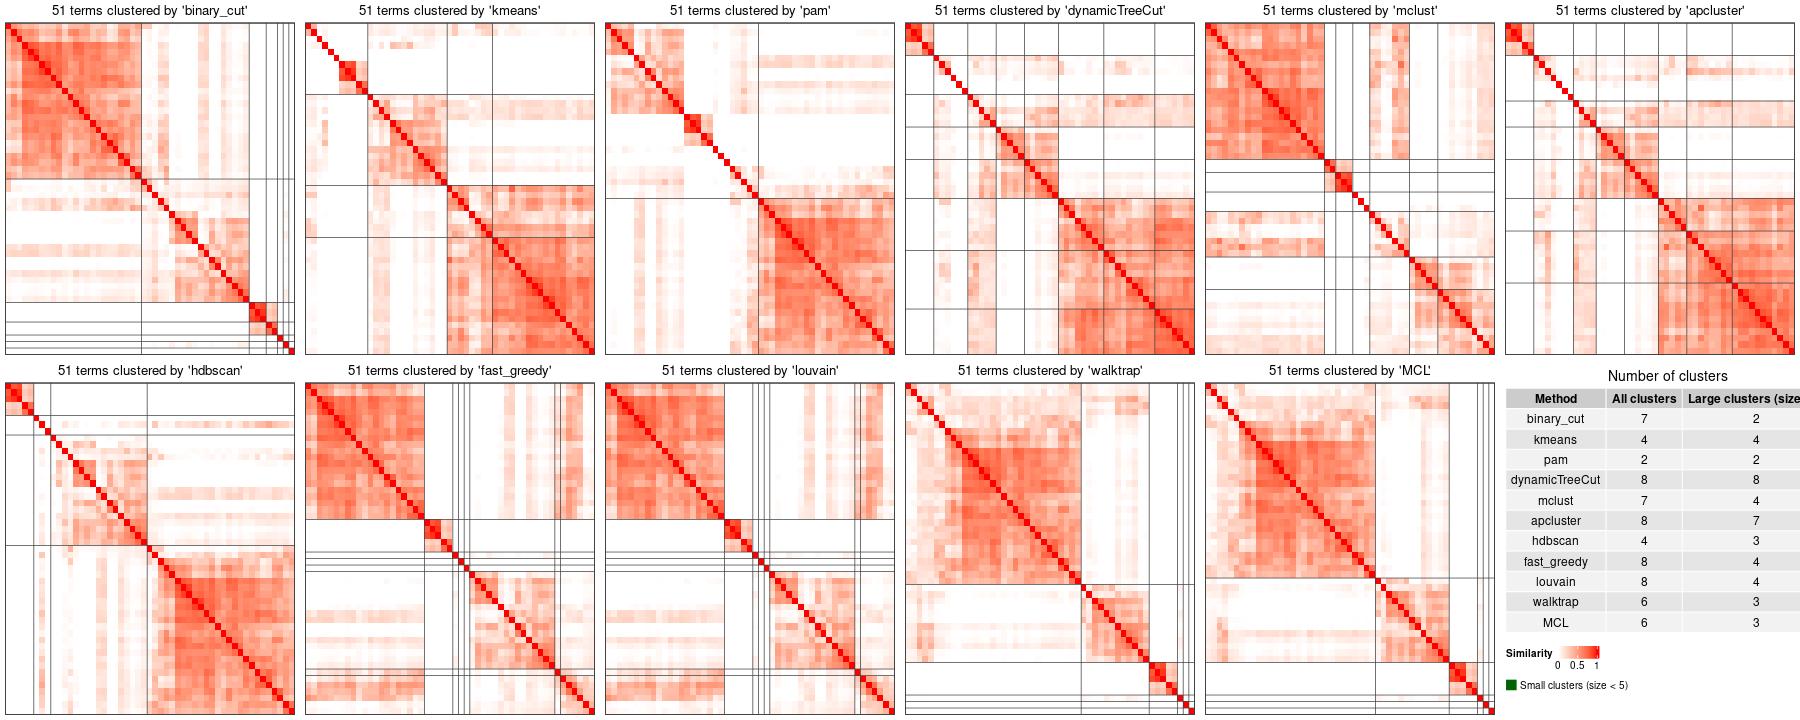 51 terms clustered by 'binary_cut'
51 terms clustered by 'kmeans'
51 terms clustered by 'pam'
51 terms clustered by 'dynamicTreeCut'
51 terms clustered by 'mclust'
51 terms clustered by 'apcluster'
51 terms clustered by 'hdbscan'
51 terms clustered by 'fast_greedy'
51 terms clustered by 'louvain'
51 terms clustered by 'walktrap'
51 terms clustered by 'MCL'
Number of clusters
Method All clusters Large clusters (size
binary_cut 7 2
kmeans 4 4
pam 2 2
dynamicTreeCut 8 8
mclust 7 4
apcluster 8 7
hdbscan 4 3
fast_greedy 8 4
louvain 8 4
walktrap 6 3
MCL 6 3
Similarity
0 0.5 1
Small clusters (size < 5)